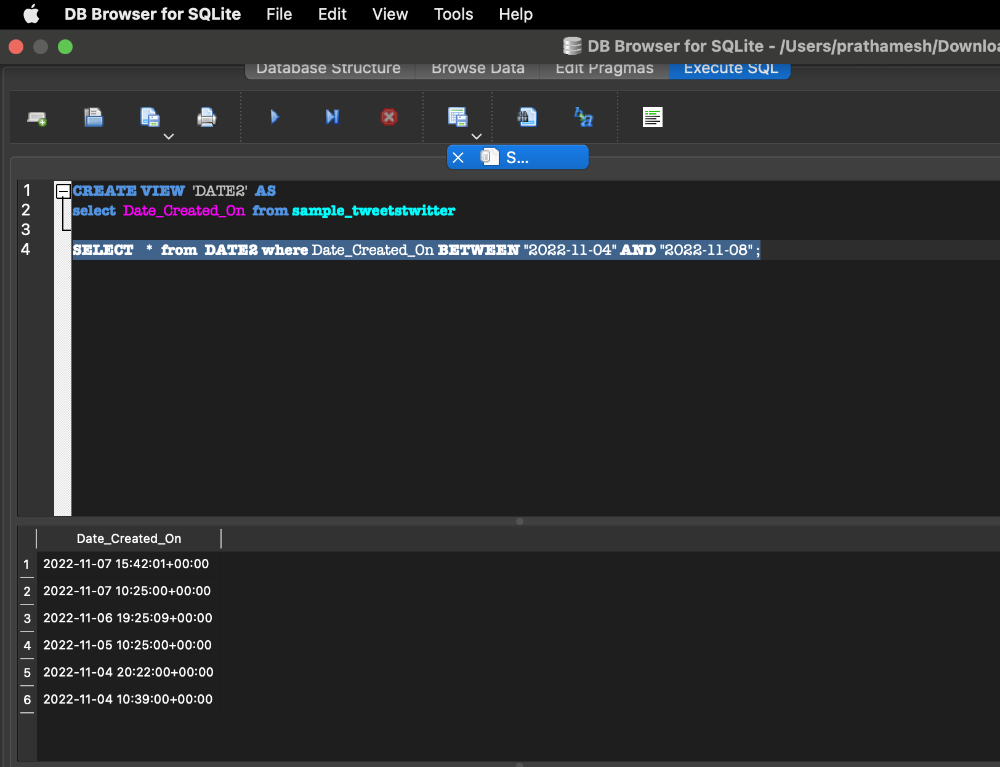 DB Browser for SQLite File Edit View Tools Help
DB Browser for SQLite - /Users/prathamesh/Downloa
Database Structure Browse Data Edit Pragmas Execute SQL
S...
1 CREATE VIEW 'DATE2' AS
2 select Date_Created_On from sample_tweetstwitter
3
4 SELECT * from DATE2 where Date_Created_On BETWEEN "2022-11-04" AND "2022-11-08" ;
Date_Created_On
1 2022-11-07 15:42:01+00:00
2 2022-11-07 10:25:00+00:00
3 2022-11-06 19:25:09+00:00
4 2022-11-05 10:25:00+00:00
5 2022-11-04 20:22:00+00:00
6 2022-11-04 10:39:00+00:00